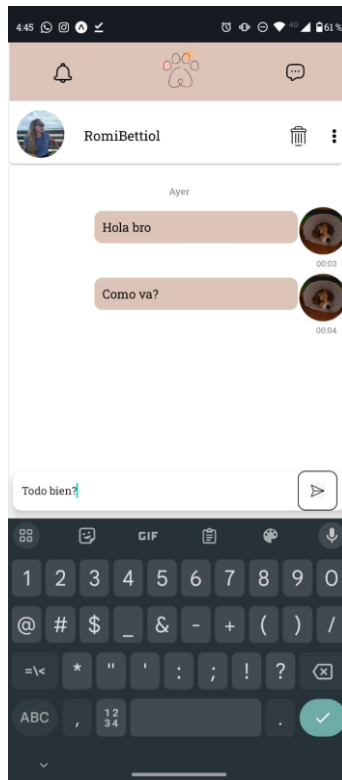 4:45 4G 61%
RomiBettiol
Ayer
Hola bro
00:03
Como va?
00:04
Todo bien?
GIF
1 2 3 4 5 6 7 8 9 0
@ # $ _ & - + ( ) /
=\< * " ' : ; ! ?
ABC , 12 34 .